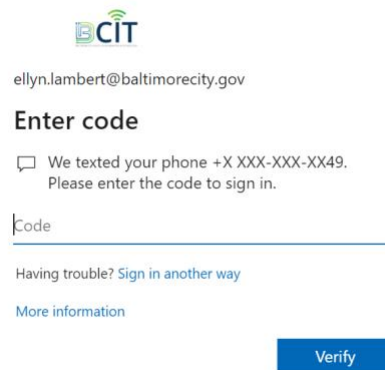 BCIT
ellyn.lambert@baltimorecity.gov
Enter code
We texted your phone +X XXX-XXX-XX49.
Please enter the code to sign in.
Code
Having trouble? Sign in another way
More information
Verify